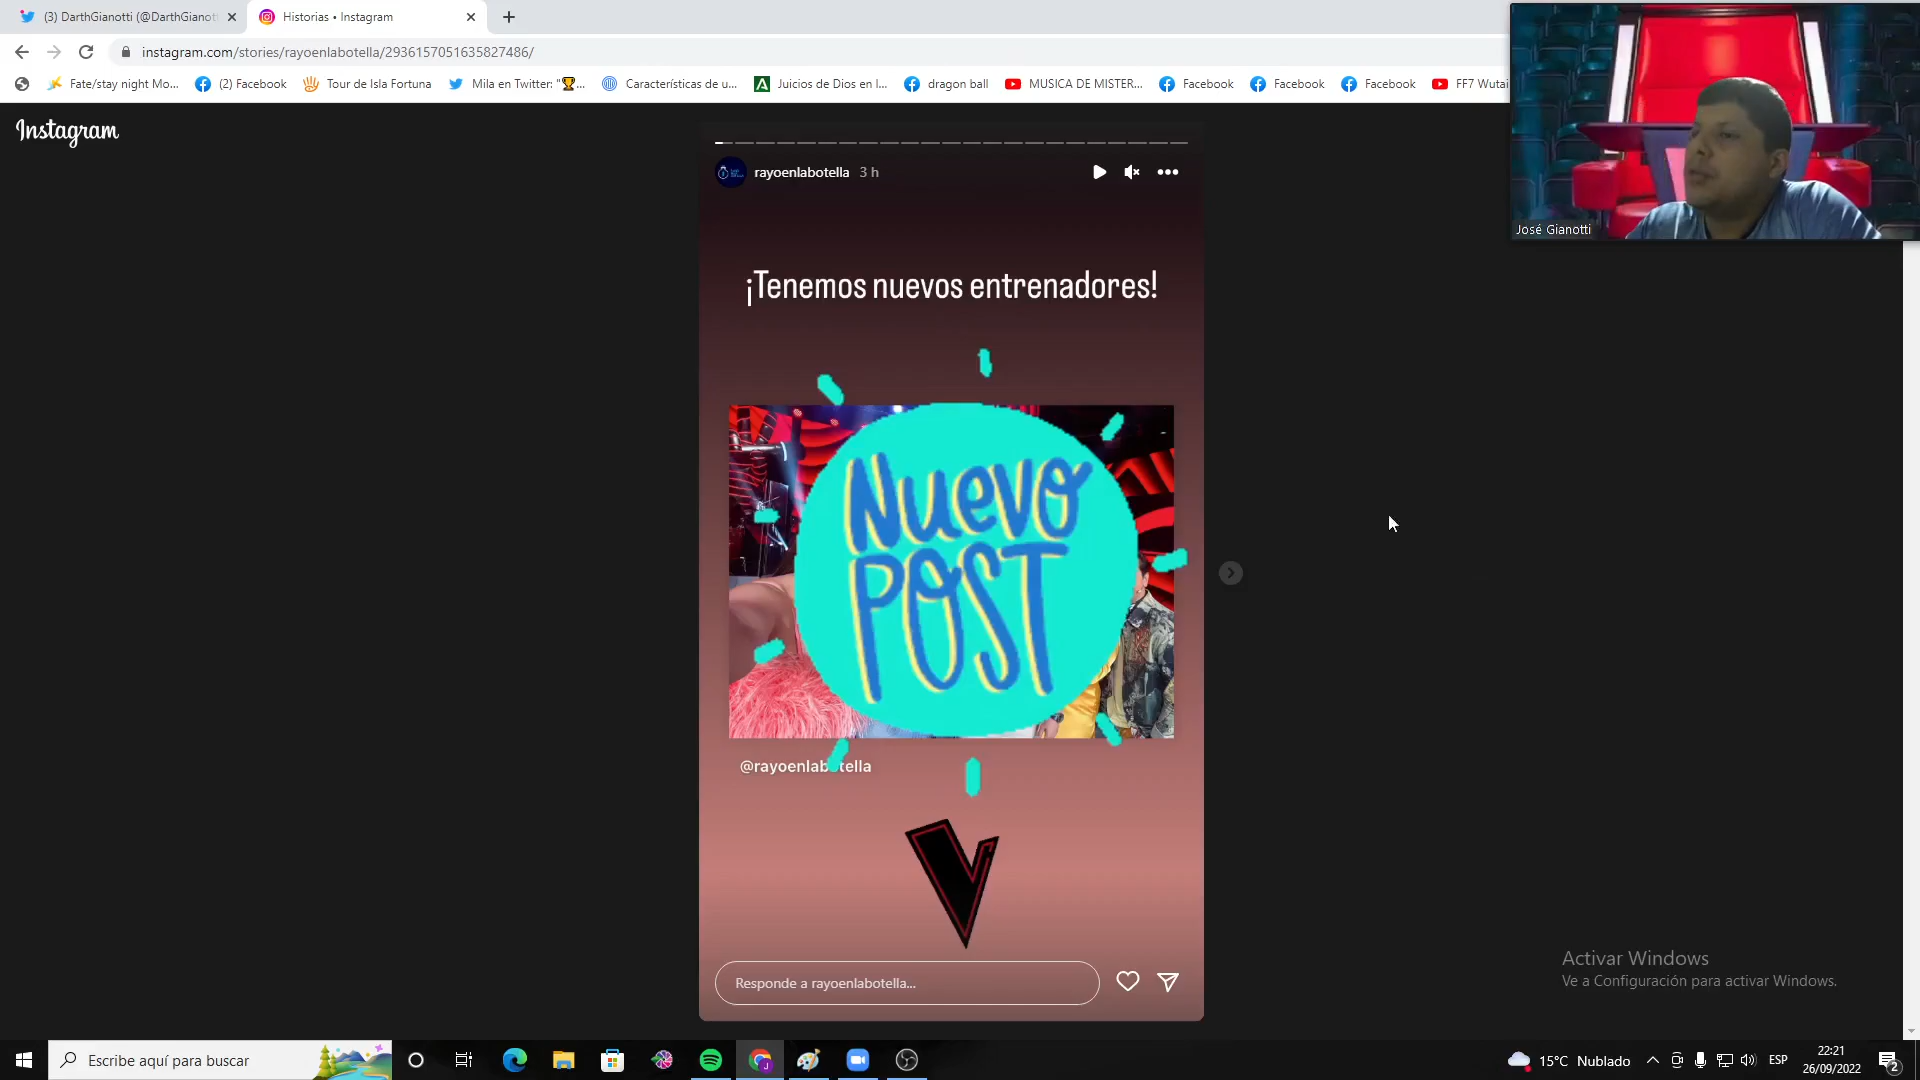 (3) DarthGianotti (@DarthGianott
Historias • Instagram
instagram.com/stories/rayoenlabotella/2936157051635827486/
Fate/stay night Mo...
(2) Facebook
Tour de Isla Fortuna
Mila en Twitter: "🏆...
Características de u...
Juicios de Dios en l...
dragon ball
MUSICA DE MISTER...
Facebook
Facebook
Facebook
FF7 Wutai
José Gianotti
Instagram
rayoenlabotella 3 h
¡Tenemos nuevos entrenadores!
Nuevo
POST
@rayoenlabotella
Responde a rayoenlabotella...
Activar Windows
Ve a Configuración para activar Windows.
Escribe aquí para buscar
15°C Nublado
ESP
22:21
26/09/2022
2